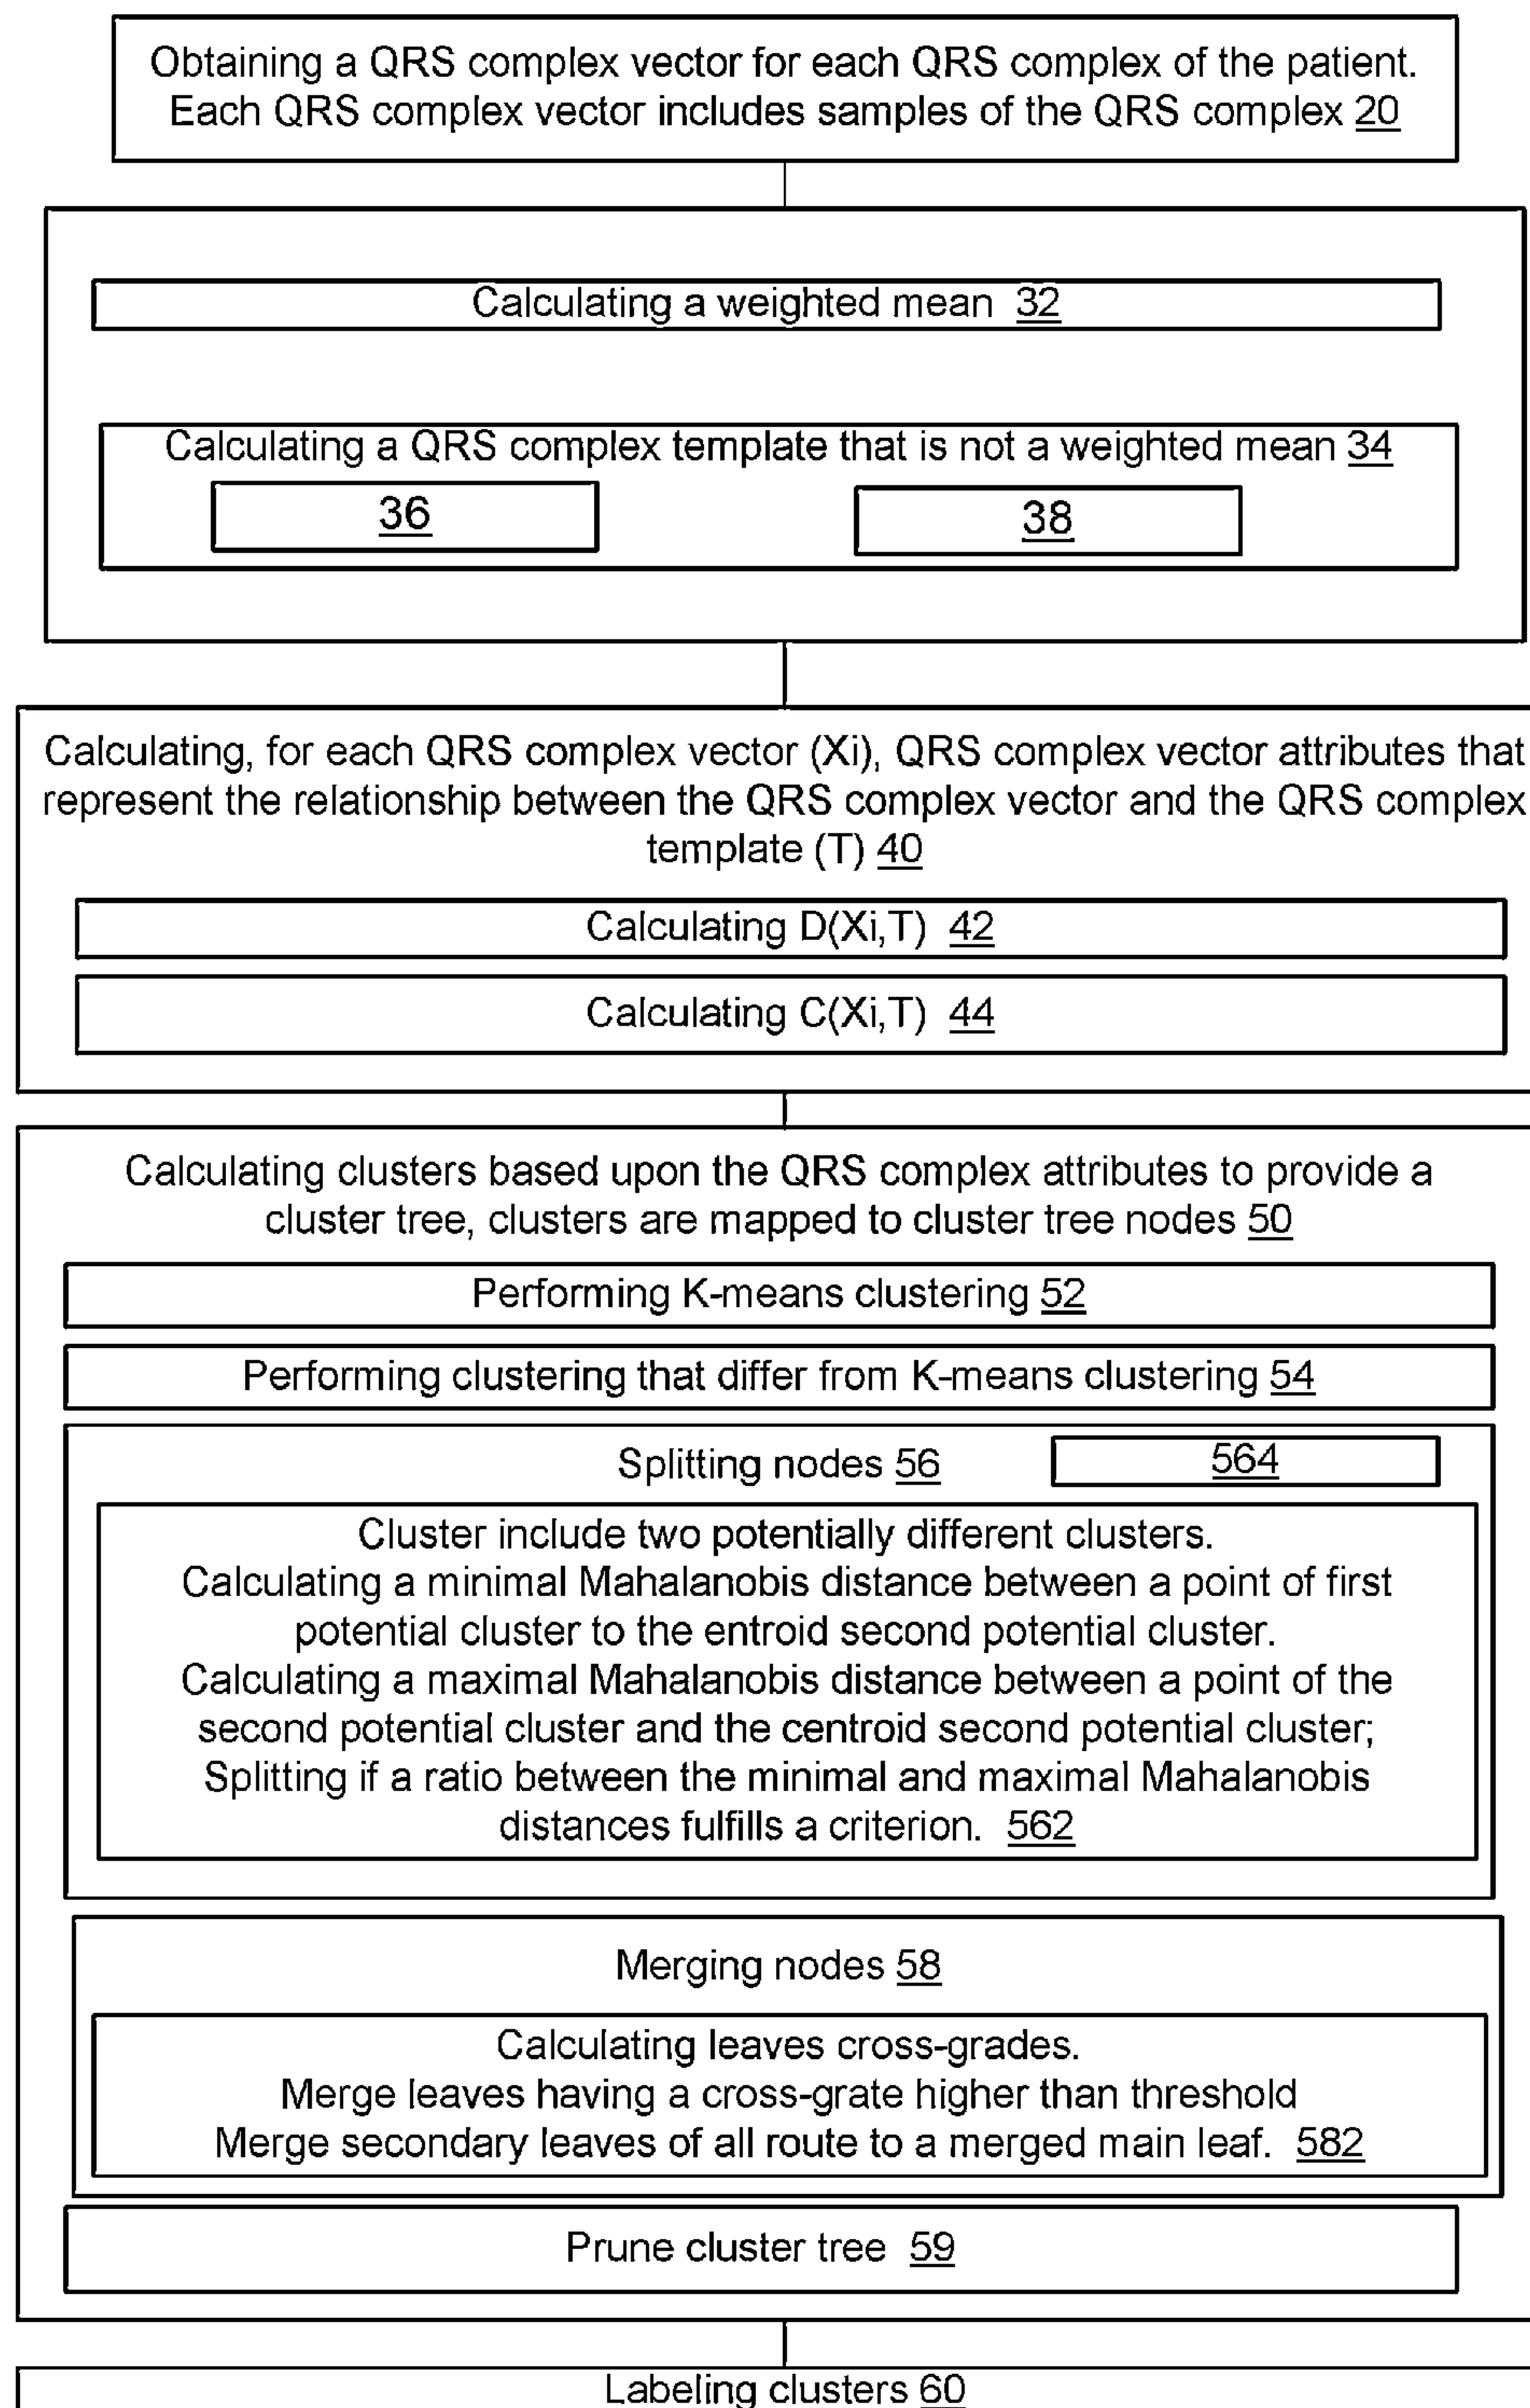 Obtaining a QRS complex vector for each QRS complex of the patient.
Each QRS complex vector includes samples of the QRS complex 20
Calculating a weighted mean 32
Calculating a QRS complex template that is not a weighted mean 34
36
38
Calculating, for each QRS complex vector (Xi), QRS complex vector attributes that
represent the relationship between the QRS complex vector and the QRS complex
template (T) 40
Calculating D(Xi,T) 42
Calculating C(Xi,T) 44
Calculating clusters based upon the QRS complex attributes to provide a
cluster tree, clusters are mapped to cluster tree nodes 50
Performing K-means clustering 52
Performing clustering that differ from K-means clustering 54
Splitting nodes 56
564
Cluster include two potentially different clusters.
Calculating a minimal Mahalanobis distance between a point of first
potential cluster to the entroid second potential cluster.
Calculating a maximal Mahalanobis distance between a point of the
second potential cluster and the centroid second potential cluster;
Splitting if a ratio between the minimal and maximal Mahalanobis
distances fulfills a criterion. 562
Merging nodes 58
Calculating leaves cross-grades.
Merge leaves having a cross-grate higher than threshold
Merge secondary leaves of all route to a merged main leaf. 582
Prune cluster tree 59
Labeling clusters 60